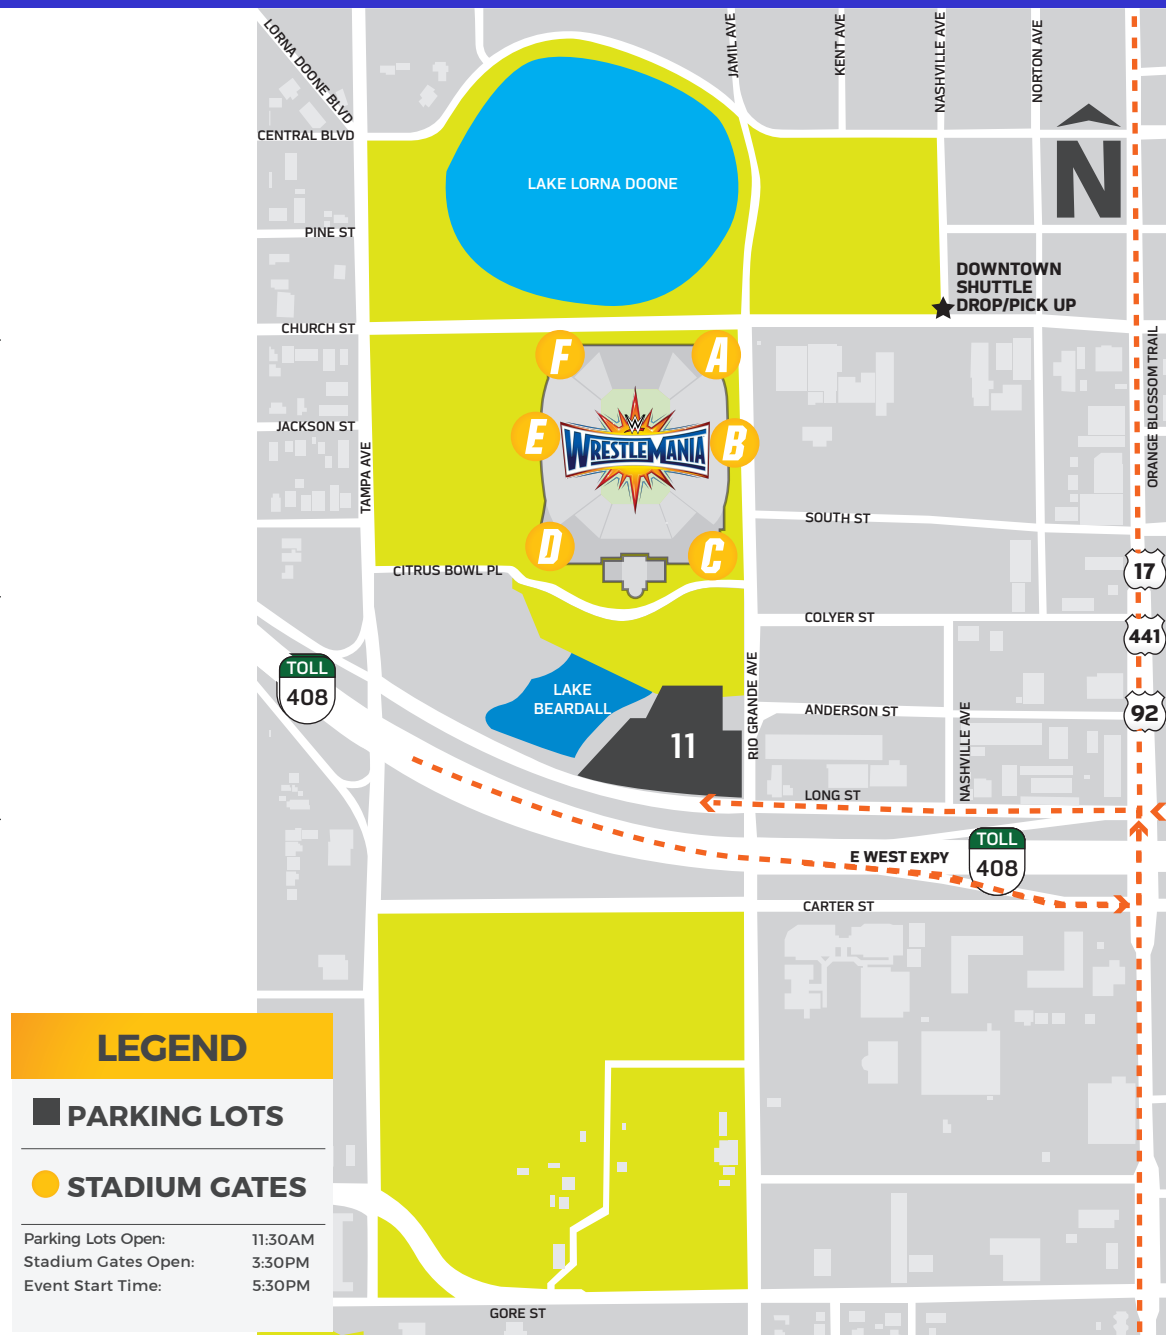 LORNA DOONE BLVD
JAMIL AVE
KENT AVE
NASHVILLE AVE
NORTON AVE
CENTRAL BLVD
N
LAKE LORNA DOONE
PINE ST
DOWNTOWN
SHUTTLE
DROP/PICK UP
CHURCH ST
F
A
ORANGE BLOSSOM TRAIL
JACKSON ST
TAMPA AVE
E
W
WRESTLEMANIA
B
SOUTH ST
D
C
CITRUS BOWL PL
17
COLYER ST
441
TOLL
408
LAKE
BEARDALL
RIO GRANDE AVE
ANDERSON ST
NASHVILLE AVE
92
11
LONG ST
E WEST EXPY
TOLL
408
CARTER ST
LEGEND
PARKING LOTS
STADIUM GATES
Parking Lots Open: 11:30AM
Stadium Gates Open: 3:30PM
Event Start Time: 5:30PM
GORE ST